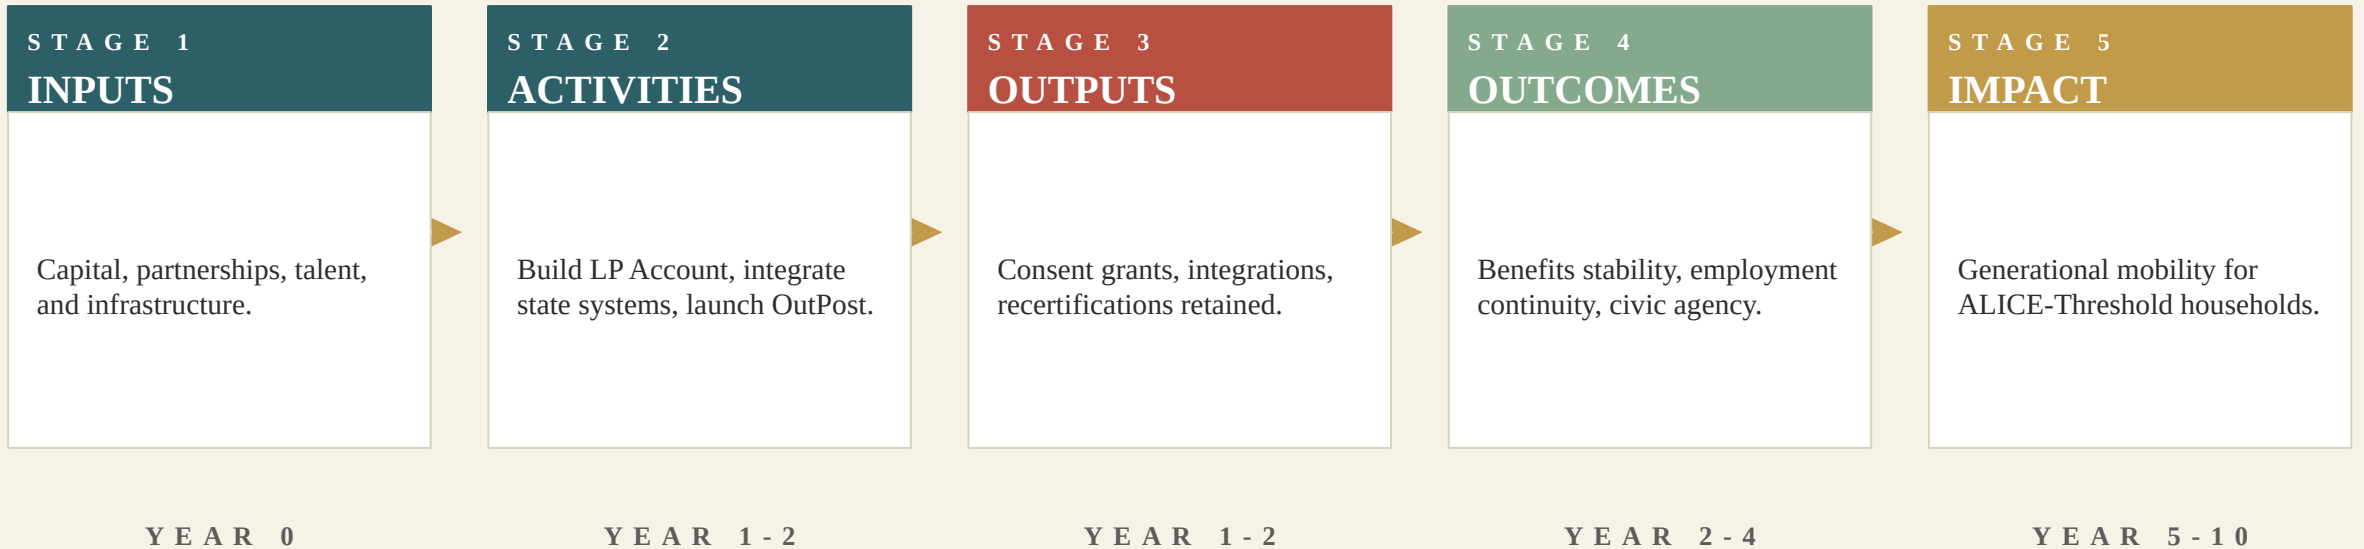 STAGE 1
INPUTS
Capital, partnerships, talent,
and infrastructure.
YEAR 0
STAGE 2
ACTIVITIES
Build LP Account, integrate
state systems, launch OutPost.
YEAR 1-2
STAGE 3
OUTPUTS
Consent grants, integrations,
recertifications retained.
YEAR 1-2
STAGE 4
OUTCOMES
Benefits stability, employment
continuity, civic agency.
YEAR 2-4
STAGE 5
IMPACT
Generational mobility for
ALICE-Threshold households.
YEAR 5-10